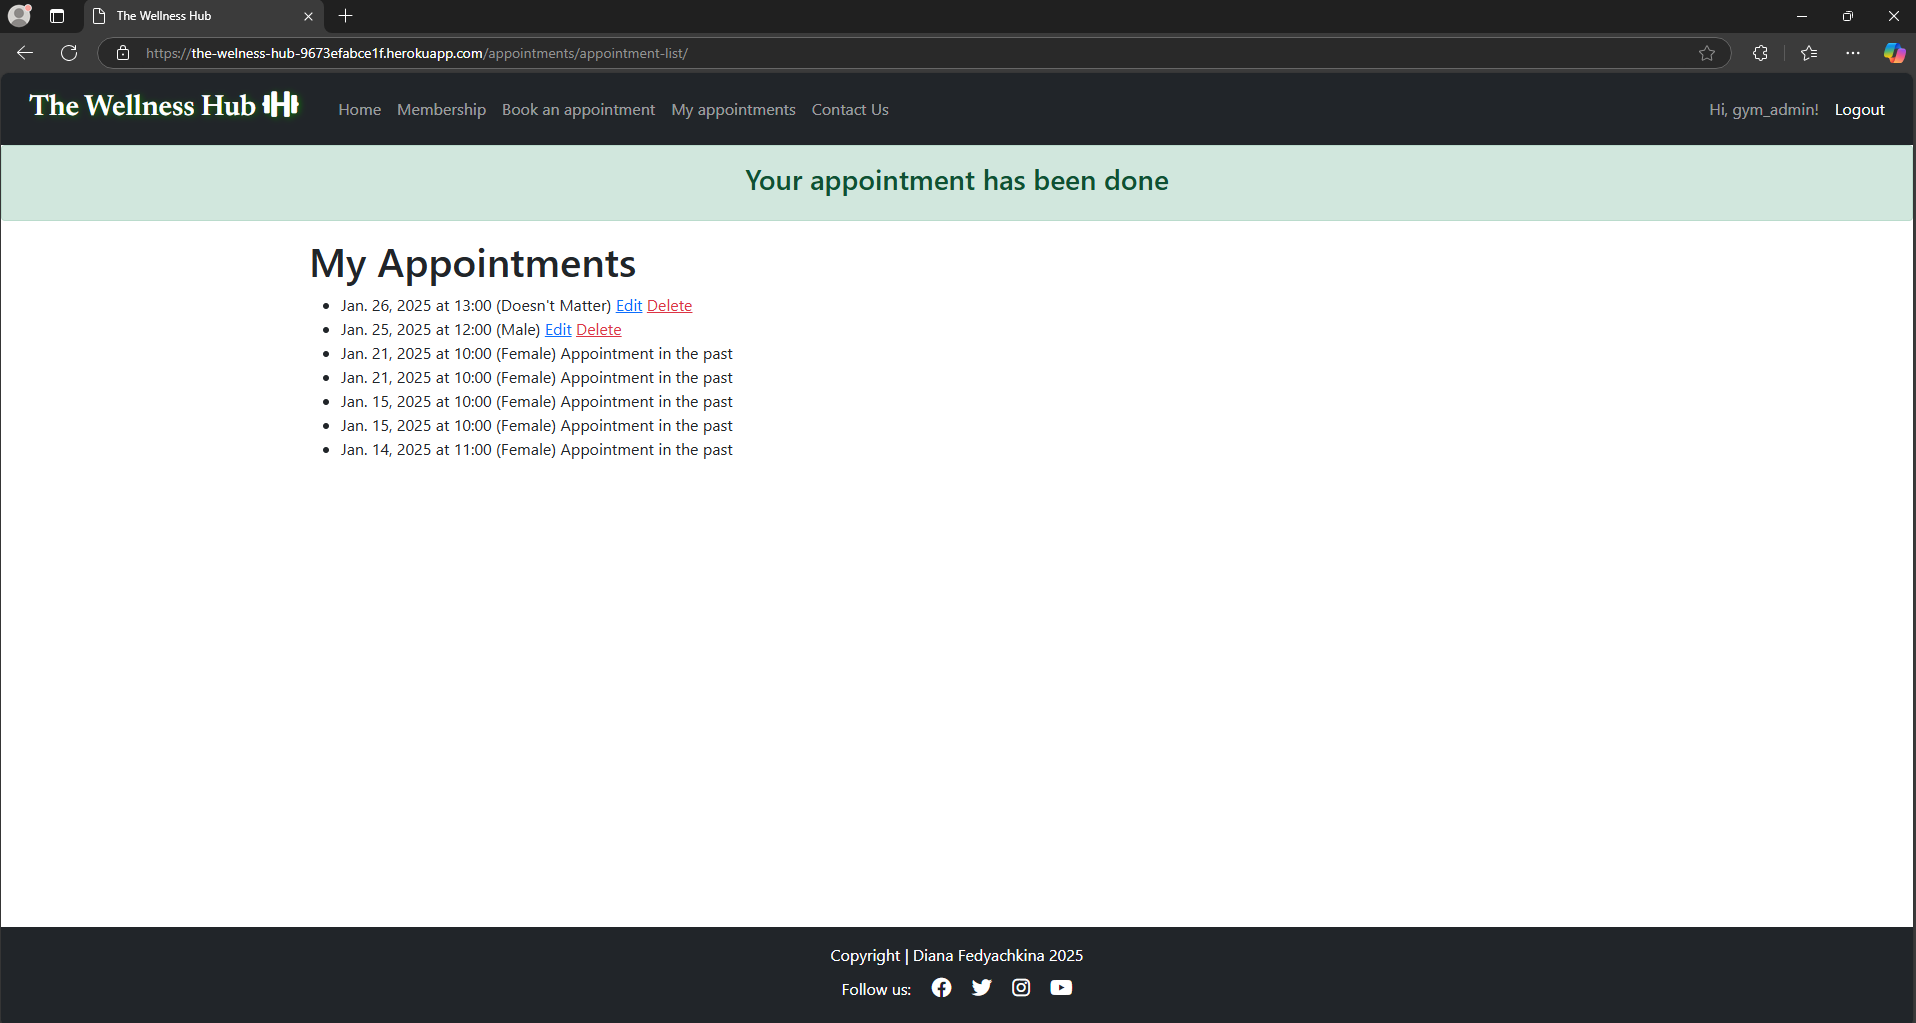 The Wellness Hub
https://the-welness-hub-9673efabce1f.herokuapp.com/appointments/appointment-list/
The Wellness Hub Home Membership Book an appointment My appointments Contact Us Hi, gym_admin! Logout
Your appointment has been done
My Appointments
Jan. 26, 2025 at 13:00 (Doesn't Matter) Edit Delete
Jan. 25, 2025 at 12:00 (Male) Edit Delete
Jan. 21, 2025 at 10:00 (Female) Appointment in the past
Jan. 21, 2025 at 10:00 (Female) Appointment in the past
Jan. 15, 2025 at 10:00 (Female) Appointment in the past
Jan. 15, 2025 at 10:00 (Female) Appointment in the past
Jan. 14, 2025 at 11:00 (Female) Appointment in the past
Copyright | Diana Fedyachkina 2025
Follow us: